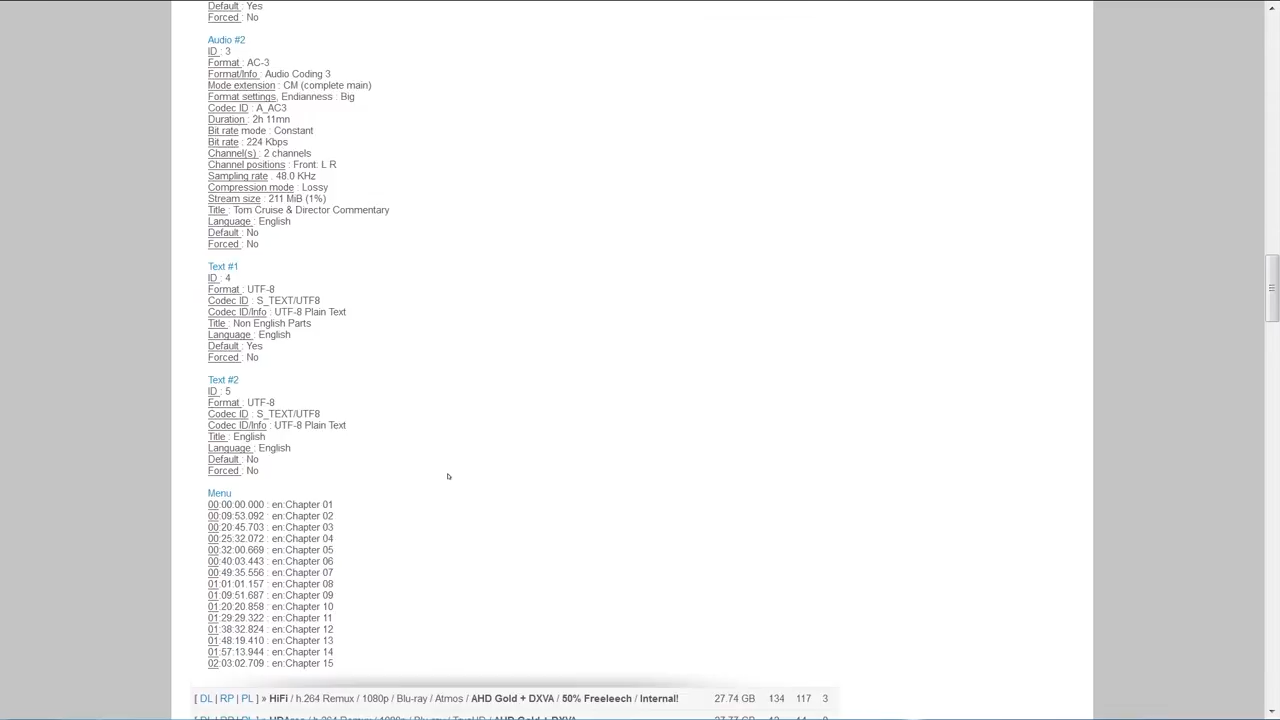 Default : Yes
Forced : No
Audio #2
ID : 3
Format : AC-3
Format/Info : Audio Coding 3
Mode extension : CM (complete main)
Format settings, Endianness : Big
Codec ID : A_AC3
Duration : 2h 11mn
Bit rate mode : Constant
Bit rate : 224 Kbps
Channel(s) : 2 channels
Channel positions : Front: L R
Sampling rate : 48.0 KHz
Compression mode : Lossy
Stream size : 211 MiB (1%)
Title : Tom Cruise & Director Commentary
Language : English
Default : No
Forced : No
Text #1
ID : 4
Format : UTF-8
Codec ID : S_TEXT/UTF8
Codec ID/Info : UTF-8 Plain Text
Title : Non English Parts
Language : English
Default : Yes
Forced : No
Text #2
ID : 5
Format : UTF-8
Codec ID : S_TEXT/UTF8
Codec ID/Info : UTF-8 Plain Text
Title : English
Language : English
Default : No
Forced : No
Menu
00:00:00.000 : en:Chapter 01
00:09:53.092 : en:Chapter 02
00:20:45.703 : en:Chapter 03
00:25:32.072 : en:Chapter 04
00:32:00.669 : en:Chapter 05
00:40:03.443 : en:Chapter 06
00:49:35.556 : en:Chapter 07
01:01:01.157 : en:Chapter 08
01:09:51.687 : en:Chapter 09
01:20:20.858 : en:Chapter 10
01:29:29.322 : en:Chapter 11
01:38:32.824 : en:Chapter 12
01:48:19.410 : en:Chapter 13
01:57:13.944 : en:Chapter 14
02:03:02.709 : en:Chapter 15
[ DL | RP | PL ] » HiFi / h.264 Remux / 1080p / Blu-ray / Atmos / AHD Gold + DXVA / 50% Freeleech / Internal! 27.74 GB 134 117 3